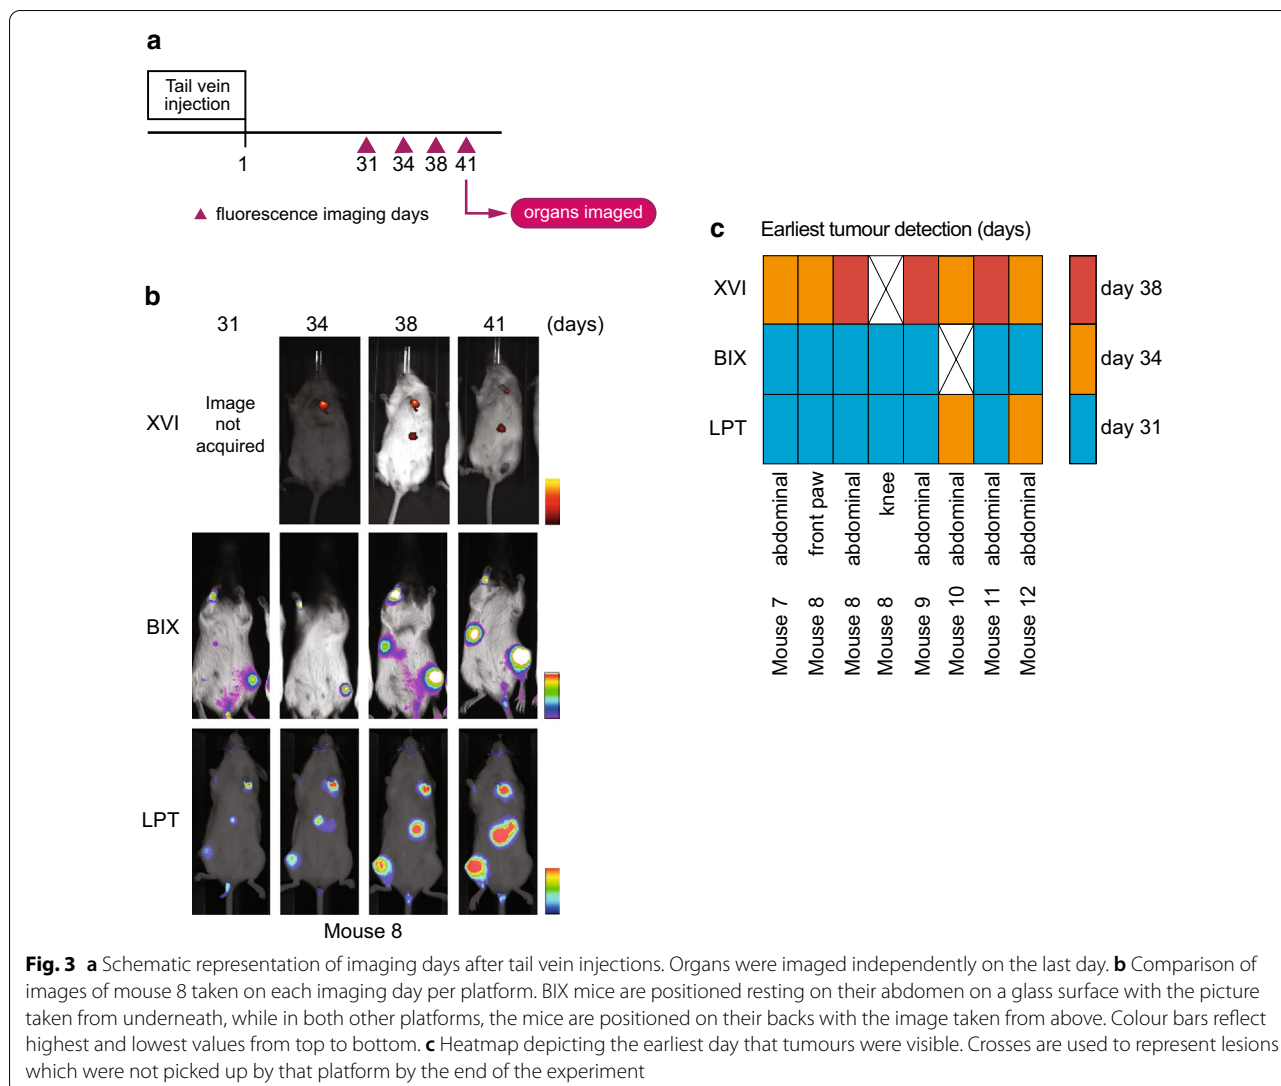 a
Tail vein
injection
1
31
34
38
41
fluorescence imaging days
organs imaged
b
31
34
38
41
(days)
XVI
Image
not
acquired
BIX
LPT
Mouse 8
c
Earliest tumour detection (days)
XVI
BIX
LPT
day 38
day 34
day 31
abdominal
front paw
abdominal
knee
abdominal
abdominal
abdominal
abdominal
Mouse 7
Mouse 8
Mouse 8
Mouse 8
Mouse 9
Mouse 10
Mouse 11
Mouse 12
Fig. 3 a Schematic representation of imaging days after tail vein injections. Organs were imaged independently on the last day. b Comparison of
images of mouse 8 taken on each imaging day per platform. BIX mice are positioned resting on their abdomen on a glass surface with the picture
taken from underneath, while in both other platforms, the mice are positioned on their backs with the image taken from above. Colour bars reflect
highest and lowest values from top to bottom. c Heatmap depicting the earliest day that tumours were visible. Crosses are used to represent lesions
which were not picked up by that platform by the end of the experiment